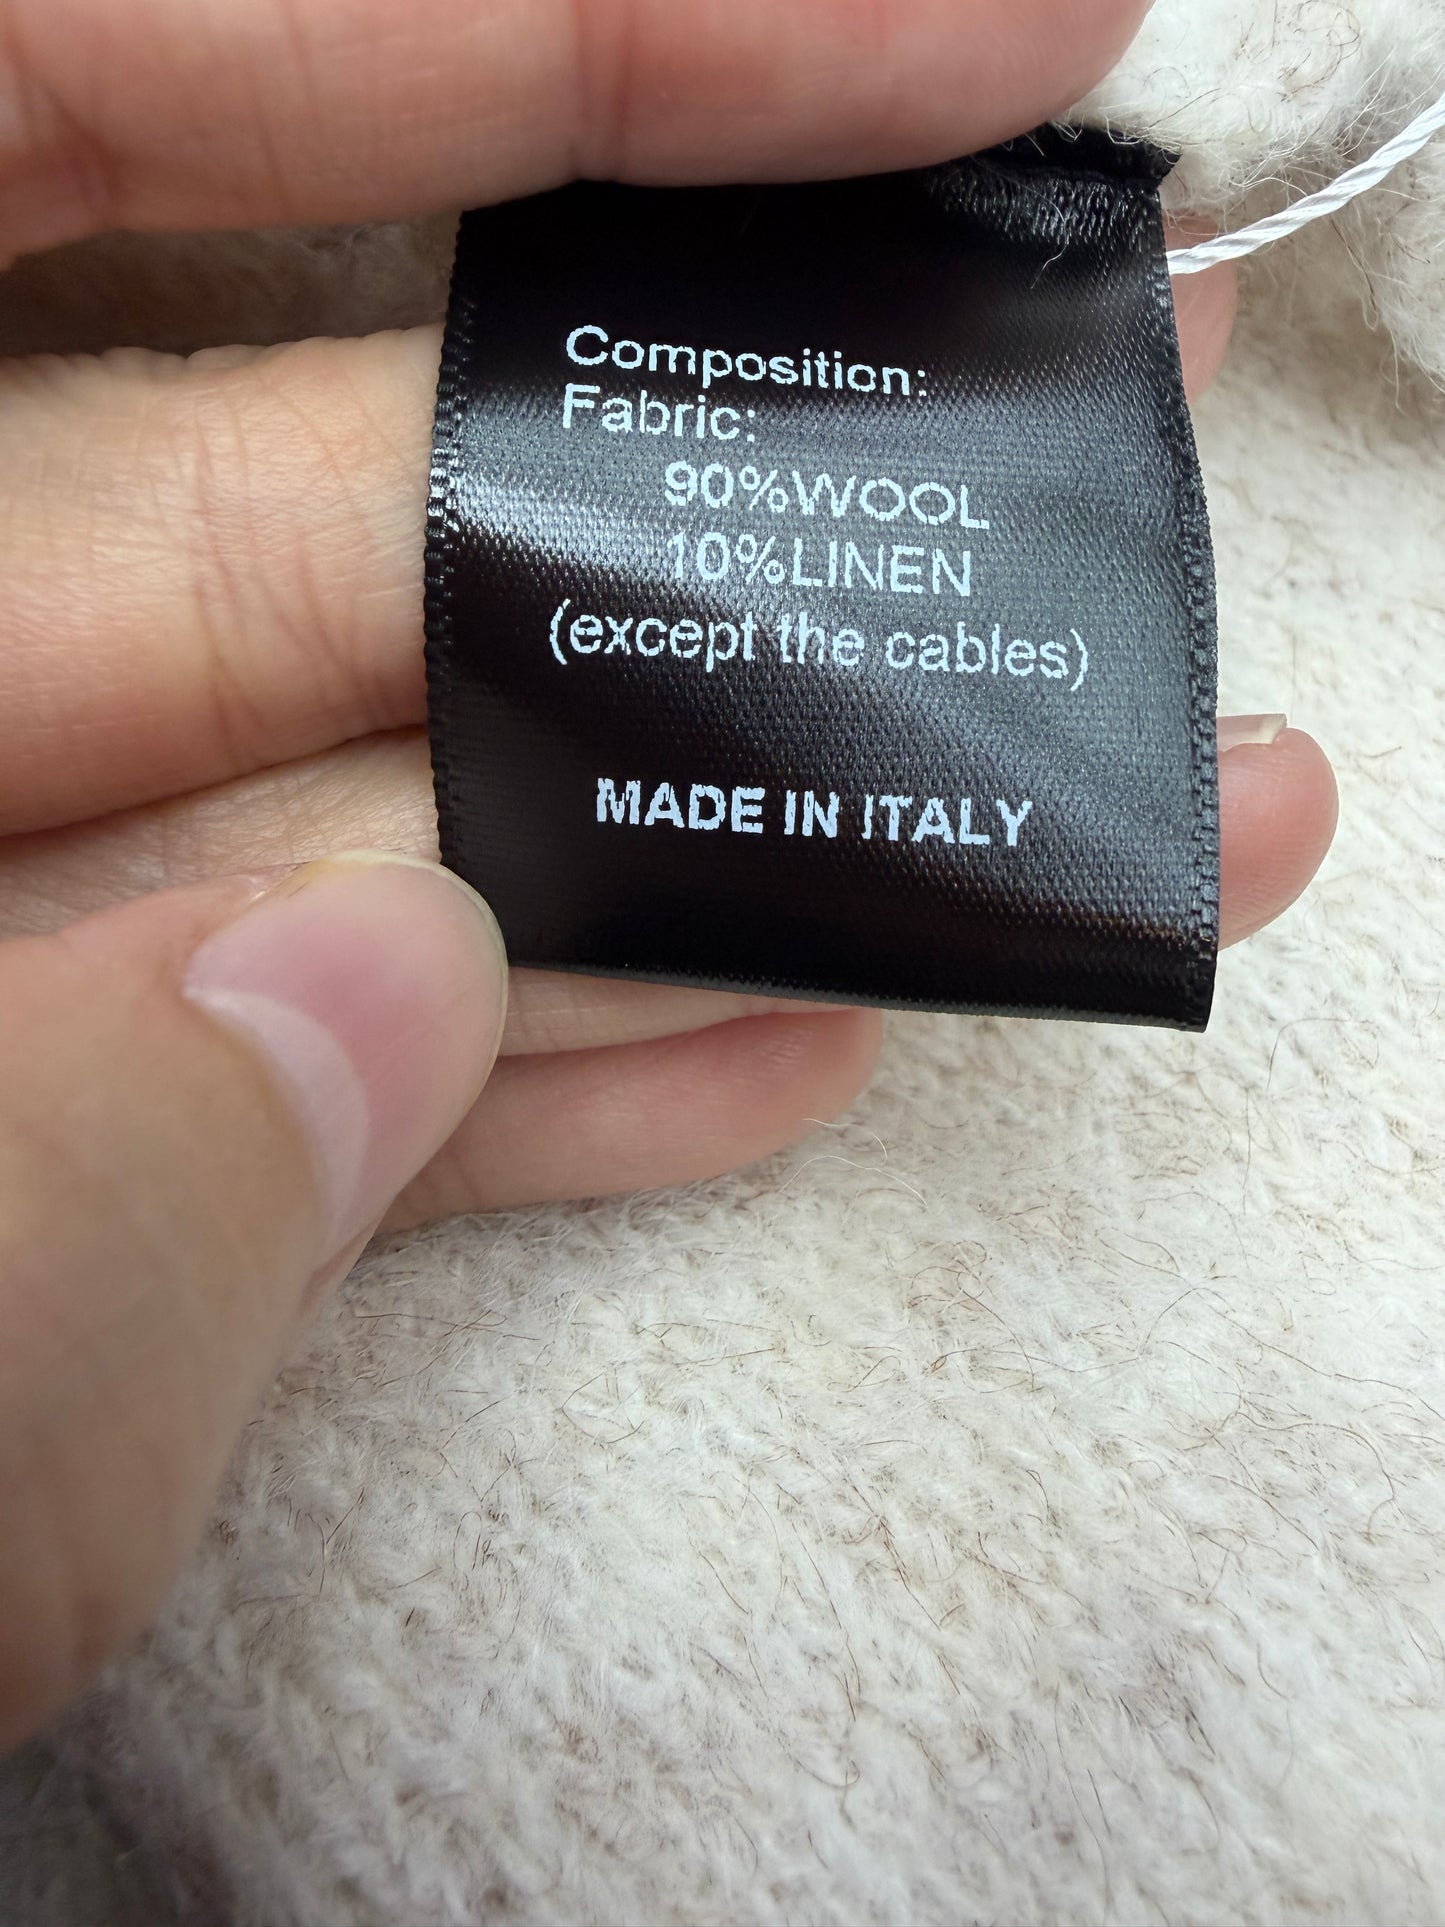 Composition:
Fabric:
90%WOOL
10%LINEN
(except the cables)
MADE IN ITALY